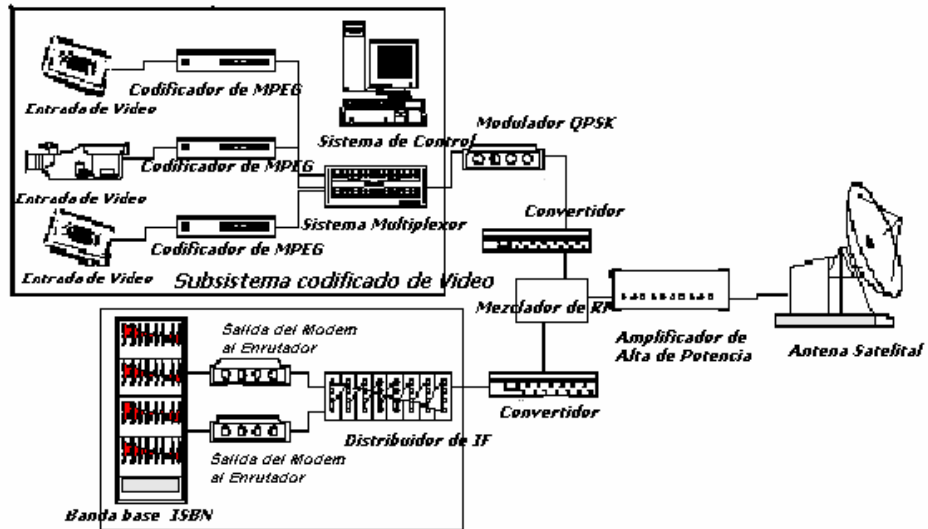 Entrada de Video
Codificador de MPEG
Entrada de Video
Codificador de MPEG
Entrada de Video
Codificador de MPEG
Sistema de Control
Sistema Multiplexor
Subsistema codificado de Video
Modulador QPSK
Convertidor
Mezclador de RF
Amplificador de
Alta de Potencia
Antena Satelital
Salida del Modem
al Enrutador
Salida del Modem
al Enrutador
Distribuidor de IF
Convertidor
Banda base ISBN